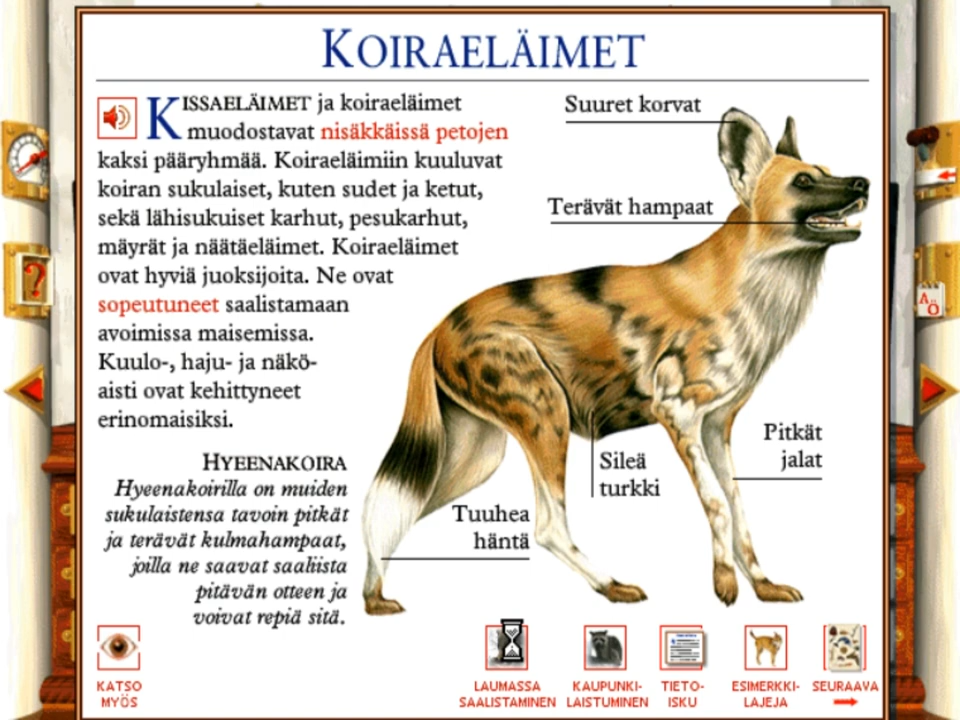 KOIRAELÄIMET
KISSAELÄIMET ja koiraeläimet
muodostavat nisäkkäissä petojen
kaksi pääryhmää. Koiraeläimiin kuuluvat
koiran sukulaiset, kuten sudet ja ketut,
sekä lähisukuiset karhut, pesukarhut,
mäyrät ja näätäeläimet. Koiraeläimet
ovat hyviä juoksijoita. Ne ovat
sopeutuneet saalistamaan
avoimissa maisemissa.
Kuulo-, haju- ja näkö-
aisti ovat kehittyneet
erinomaisiksi.
HYEENAKOIRA
Hyeenakoirilla on muiden
sukulaistensa tavoin pitkät
ja terävät kulmahampaat,
joilla ne saavat saaliista
pitävän otteen ja
voivat repiä sitä.
Suuret korvat
Terävät hampaat
Pitkät
jalat
Sileä
turkki
Tuuhea
häntä
?
AÖ
KATSO
MYÖS
LAUMASSA
SAALISTAMINEN
KAUPUNKI-
LAISTUMINEN
TIETO-
ISKU
ESIMERKKI-
LAJEJA
SEURAAVA